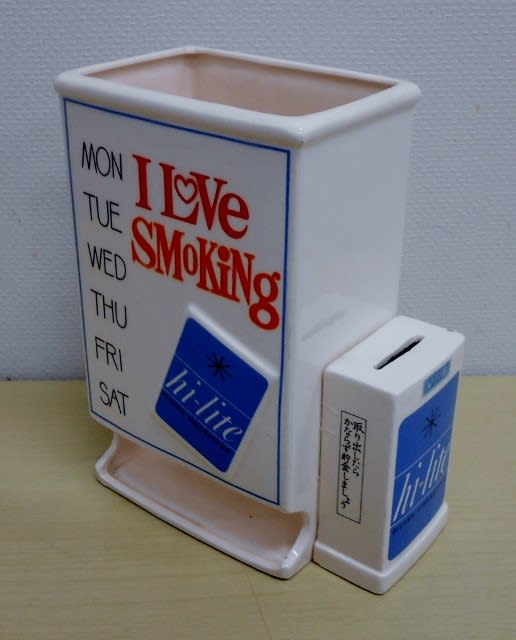 MON
TUE
WED
THU
FRI
SAT
I LOVE
SMOKiNg
hi-lite
取り出したら
かならず貯金しましょう
hi-lite